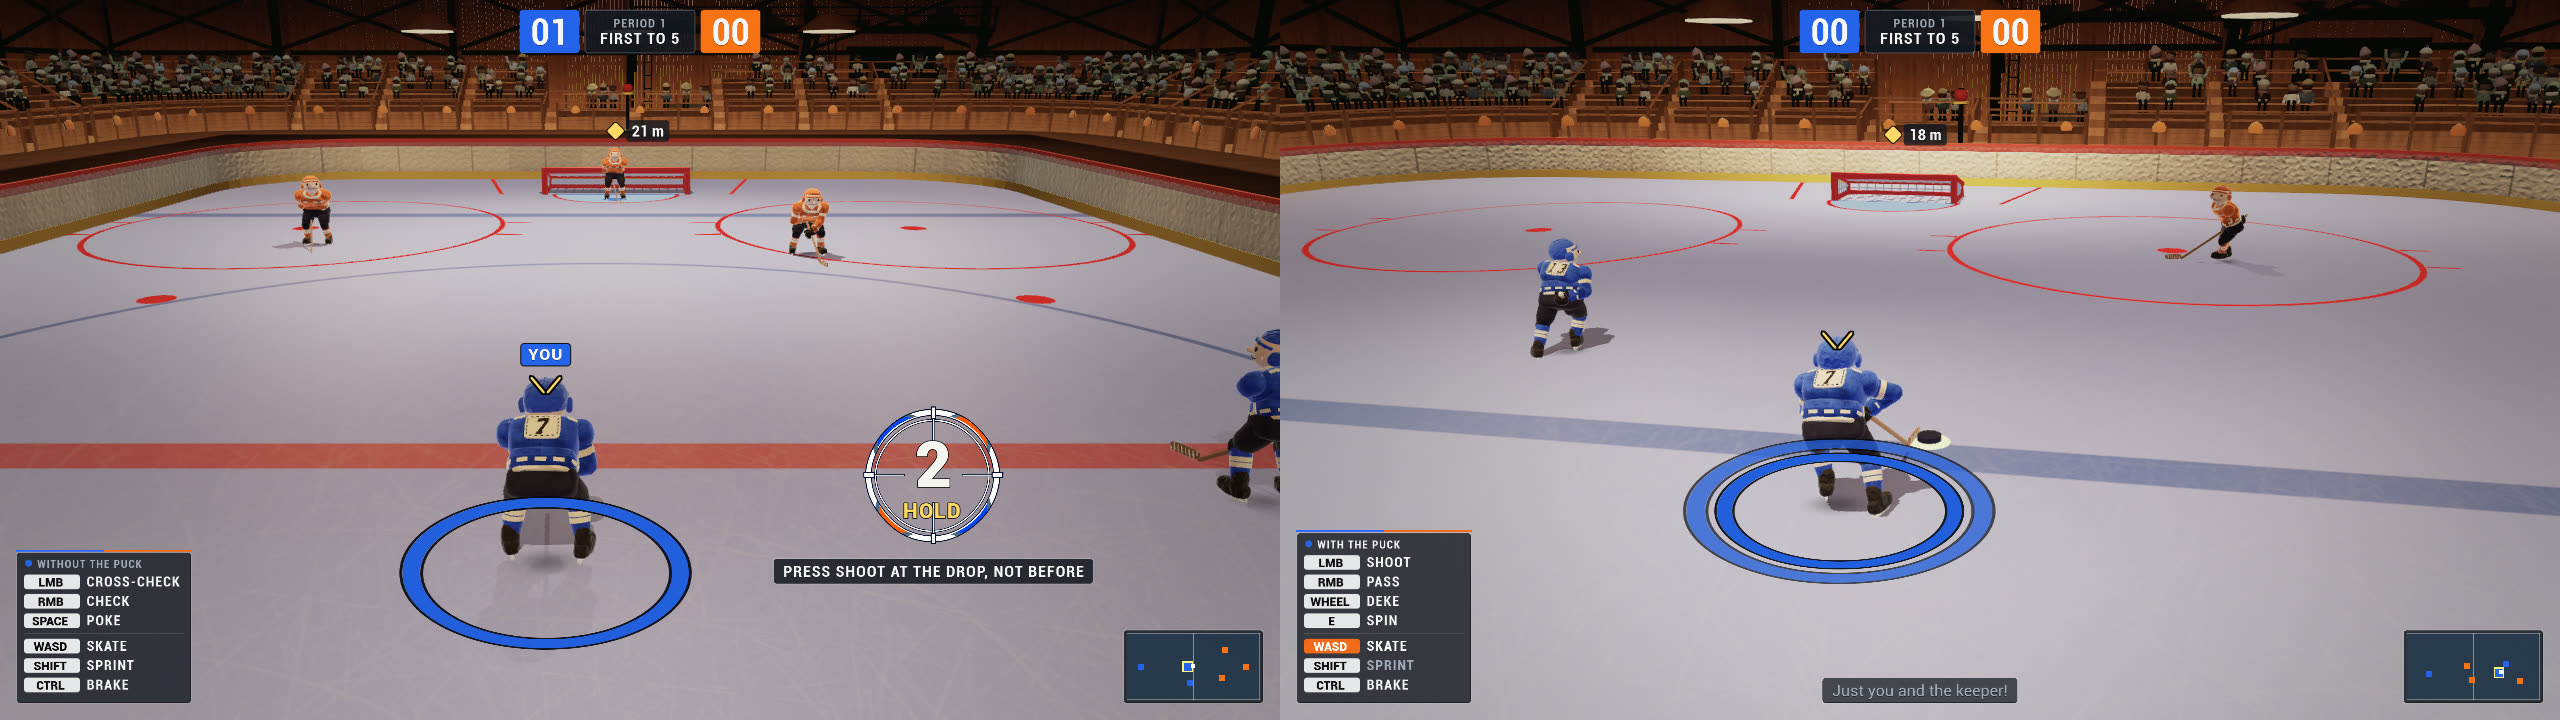 01
PERIOD 1
FIRST TO 5
00
21 m
YOU
7
2
HOLD
PRESS SHOOT AT THE DROP, NOT BEFORE
WITHOUT THE PUCK
LMB CROSS-CHECK
RMB CHECK
SPACE POKE
WASD SKATE
SHIFT SPRINT
CTRL BRAKE
00
PERIOD 1
FIRST TO 5
00
18 m
13
7
WITH THE PUCK
LMB SHOOT
RMB PASS
WHEEL DEKE
E SPIN
WASD SKATE
SHIFT SPRINT
CTRL BRAKE
Just you and the keeper!